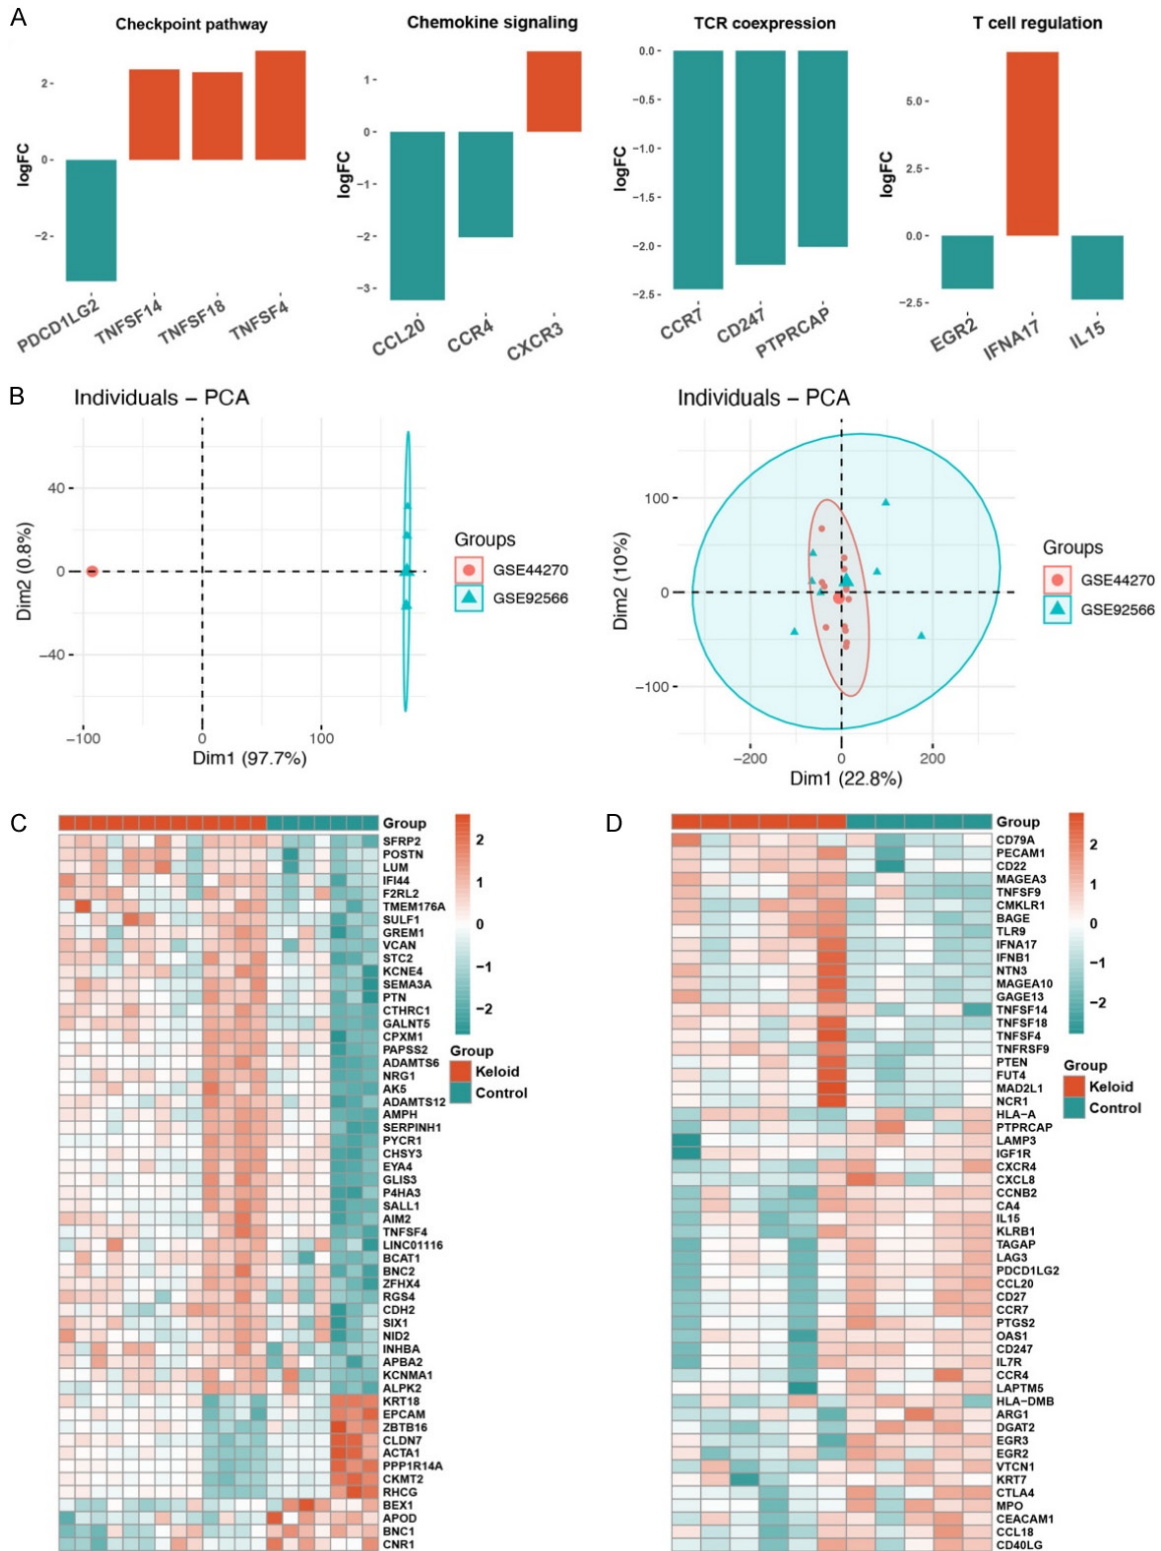 A
Checkpoint pathway
Chemokine signaling
TCR coexpression
T cell regulation
logFC
2
0
−2
PDCD1LG2
TNFSF14
TNFSF18
TNFSF4
logFC
1
0
−1
−2
−3
CCL20
CCR4
CXCR3
logFC
0.0
−0.5
−1.0
−1.5
−2.0
−2.5
CCR7
CD247
PTPRCAP
logFC
5.0
2.5
0.0
−2.5
EGR2
IFNA17
IL15
B
Individuals − PCA
Dim2 (0.8%)
40
0
−40
−100
0
100
Dim1 (97.7%)
Groups
GSE44270
GSE92566
Individuals − PCA
Dim2 (10%)
100
0
−100
−200
0
200
Dim1 (22.8%)
Groups
GSE44270
GSE92566
C
Group
SFRP2
POSTN
LUM
IFI44
F2RL2
TMEM176A
SULF1
GREM1
VCAN
STC2
KCNE4
SEMA3A
PTN
CTHRC1
GALNT5
CPXM1
PAPSS2
ADAMTS6
NRG1
AK5
ADAMTS12
AMPH
SERPINH1
PYCR1
CHSY3
EYA4
GLIS3
P4HA3
SALL1
AIM2
TNFSF4
LINC01116
BCAT1
BNC2
ZFHX4
RGS4
CDH2
SIX1
NID2
INHBA
APBA2
KCNMA1
ALPK2
KRT18
EPCAM
ZBTB16
CLDN7
ACTA1
PPP1R14A
CKMT2
RHCG
BEX1
APOD
BNC1
CNR1
2
1
0
−1
−2
Group
Keloid
Control
D
Group
CD79A
PECAM1
CD22
MAGEA3
TNFSF9
CMKLR1
BAGE
TLR9
IFNA17
IFNB1
NTN3
MAGEA10
GAGE13
TNFSF14
TNFSF18
TNFSF4
TNFRSF9
PTEN
FUT4
MAD2L1
NCR1
HLA−A
PTPRCAP
LAMP3
IGF1R
CXCR4
CXCL8
CCNB2
CA4
IL15
KLRB1
TAGAP
LAG3
PDCD1LG2
CCL20
CD27
CCR7
PTGS2
OAS1
CD247
IL7R
CCR4
LAPTM5
HLA−DMB
ARG1
DGAT2
EGR3
EGR2
VTCN1
KRT7
CTLA4
MPO
CEACAM1
CCL18
CD40LG
2
1
0
−1
−2
Group
Keloid
Control